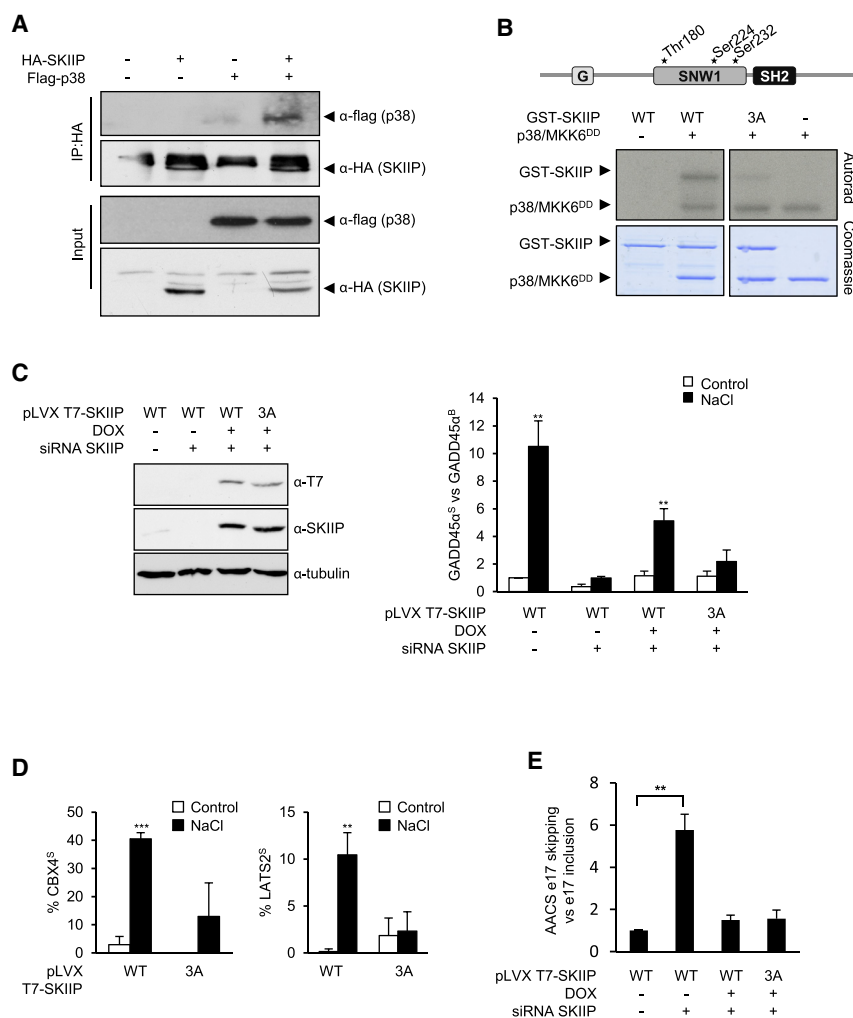 A
HA-SKIIP - + - +
Flag-p38 - - + +
IP:HA
α-flag (p38)
α-HA (SKIIP)
Input
α-flag (p38)
α-HA (SKIIP)
B
Thr180 Ser224 Ser232
G SNW1 SH2
GST-SKIIP WT WT 3A -
p38/MKK6ᴰᴰ - + + +
GST-SKIIP
p38/MKK6ᴰᴰ
Autorad
GST-SKIIP
p38/MKK6ᴰᴰ
Coomassie
C
pLVX T7-SKIIP WT WT WT 3A
DOX - - + +
siRNA SKIIP - + + +
α-T7
α-SKIIP
α-tubulin
GADD45αˢ vs GADD45αᴮ
14
12
10
8
6
4
2
0
Control
NaCl
**
**
pLVX T7-SKIIP WT WT WT 3A
DOX - - + +
siRNA SKIIP - + + +
D
% CBX4ˢ
50
40
30
20
10
0
Control
NaCl
***
pLVX WT 3A
T7-SKIIP
% LATS2ˢ
15
10
5
0
Control
NaCl
**
WT 3A
E
AACS e17 skipping
vs e17 inclusion
8
6
4
2
0
**
pLVX T7-SKIIP WT WT WT 3A
DOX - - + +
siRNA SKIIP - + + +